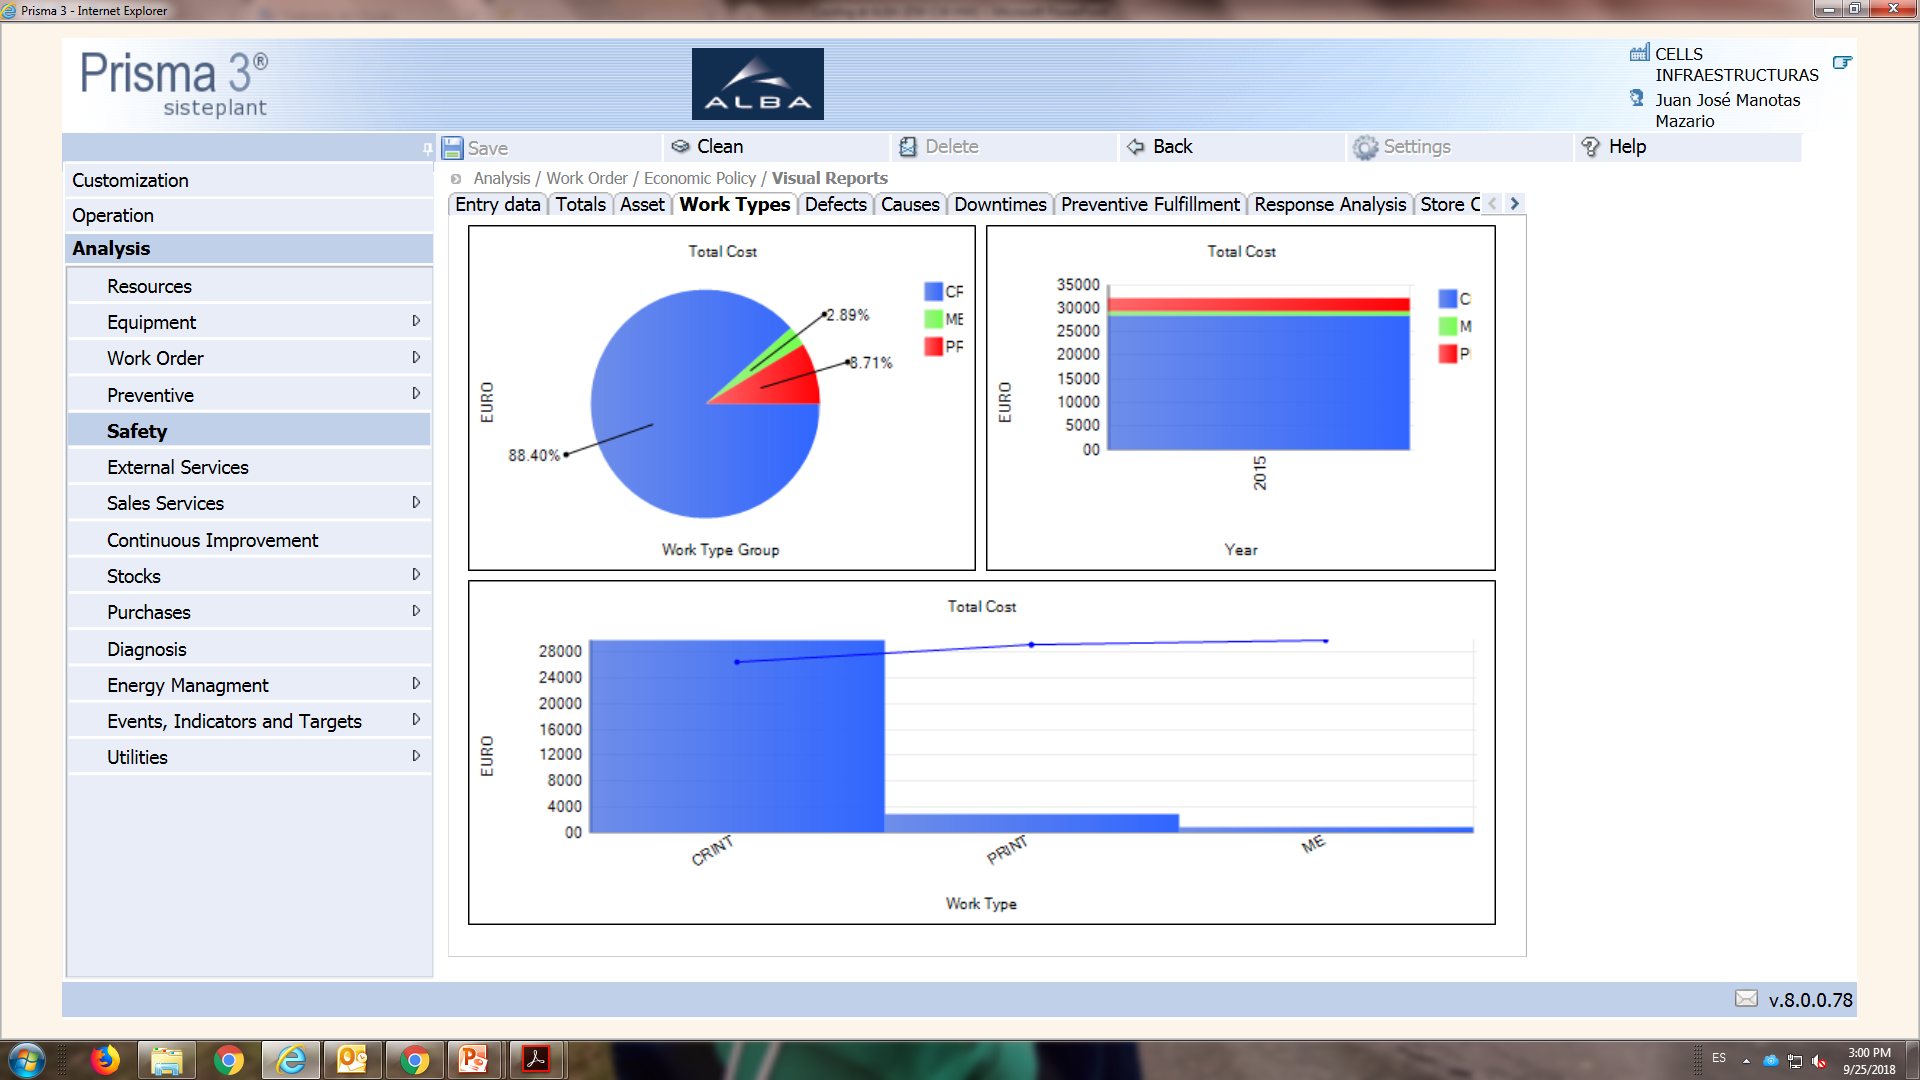 Prisma 3 - Internet Explorer
Prisma 3®
sisteplant
ALBA
CELLS
INFRAESTRUCTURAS
Juan José Manotas
Mazario
Save
Clean
Delete
Back
Settings
Help
Customization
Operation
Analysis
Resources
Equipment
Work Order
Preventive
Safety
External Services
Sales Services
Continuous Improvement
Stocks
Purchases
Diagnosis
Energy Managment
Events, Indicators and Targets
Utilities
Analysis / Work Order / Economic Policy / Visual Reports
Entry data
Totals
Asset
Work Types
Defects
Causes
Downtimes
Preventive Fulfillment
Response Analysis
Store
Total Cost
EURO
2.89%
8.71%
88.40%
ME
Work Type Group
Total Cost
EURO
35000
30000
25000
20000
15000
10000
5000
00
2015
M
Year
Total Cost
EURO
28000
24000
20000
16000
12000
8000
4000
00
CRINT
PRINT
ME
Work Type
v.8.0.0.78
ES
3:00 PM
9/25/2018